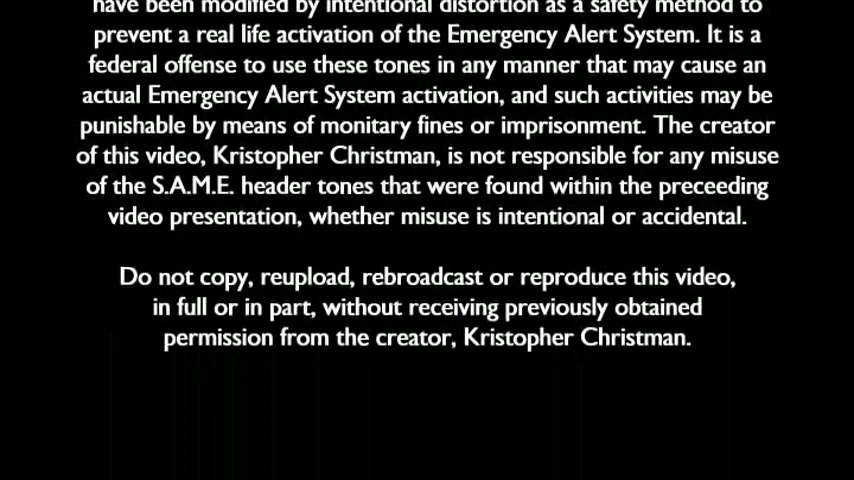 have been modified by intentional distortion as a safety method to
prevent a real life activation of the Emergency Alert System. It is a
federal offense to use these tones in any manner that may cause an
actual Emergency Alert System activation, and such activities may be
punishable by means of monitary fines or imprisonment. The creator
of this video, Kristopher Christman, is not responsible for any misuse
of the S.A.M.E. header tones that were found within the preceeding
video presentation, whether misuse is intentional or accidental.
Do not copy, reupload, rebroadcast or reproduce this video,
in full or in part, without receiving previously obtained
permission from the creator, Kristopher Christman.